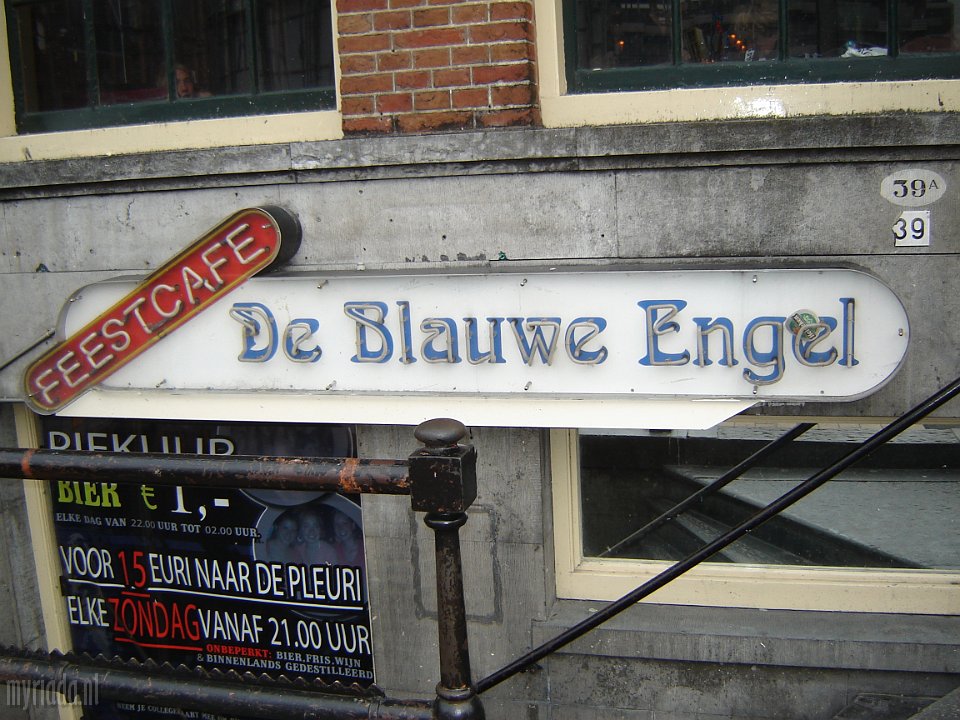 39A
39
FEESTCAFE
De Blauwe Engel
PIEKUUR
BIER € 1,-
ELKE DAG VAN 22.00 UUR TOT 02.00 UUR.
VOOR 15 EURI NAAR DE PLEURI
ELKE ZONDAG VANAF 21.00 UUR
ONBEPERKT: BIER, FRIS, WIJN
& BINNENLANDS GEDESTILLEERD
myriada.nl